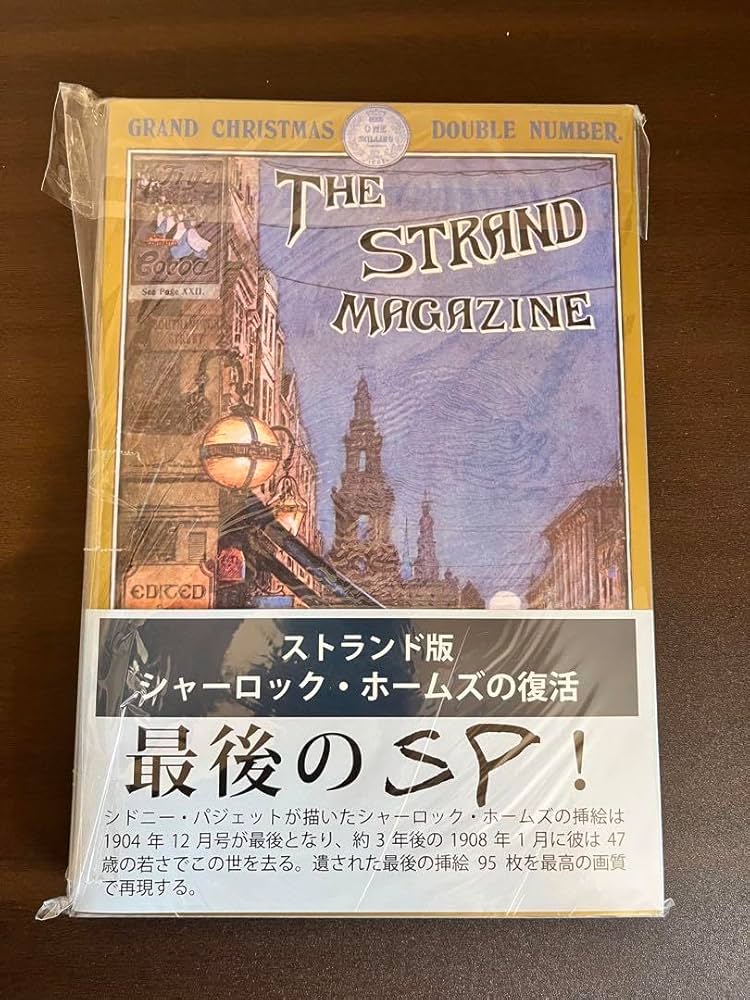 GRAND CHRISTMAS DOUBLE NUMBER.
ONE
SHILLING
THE
STRAND
MAGAZINE
Fry's
Cocoa
See Page XXII.
SOUTHAMPTON
STREET
EDITED
ストランド版
シャーロック・ホームズの復活
最後のSP!
シドニー・パジェットが描いたシャーロック・ホームズの挿絵は
1904 年 12 月号が最後となり、約 3 年後の 1908 年 1 月に彼は 47
歳の若さでこの世を去る。遺された最後の挿絵 95 枚を最高の画質
で再現する。